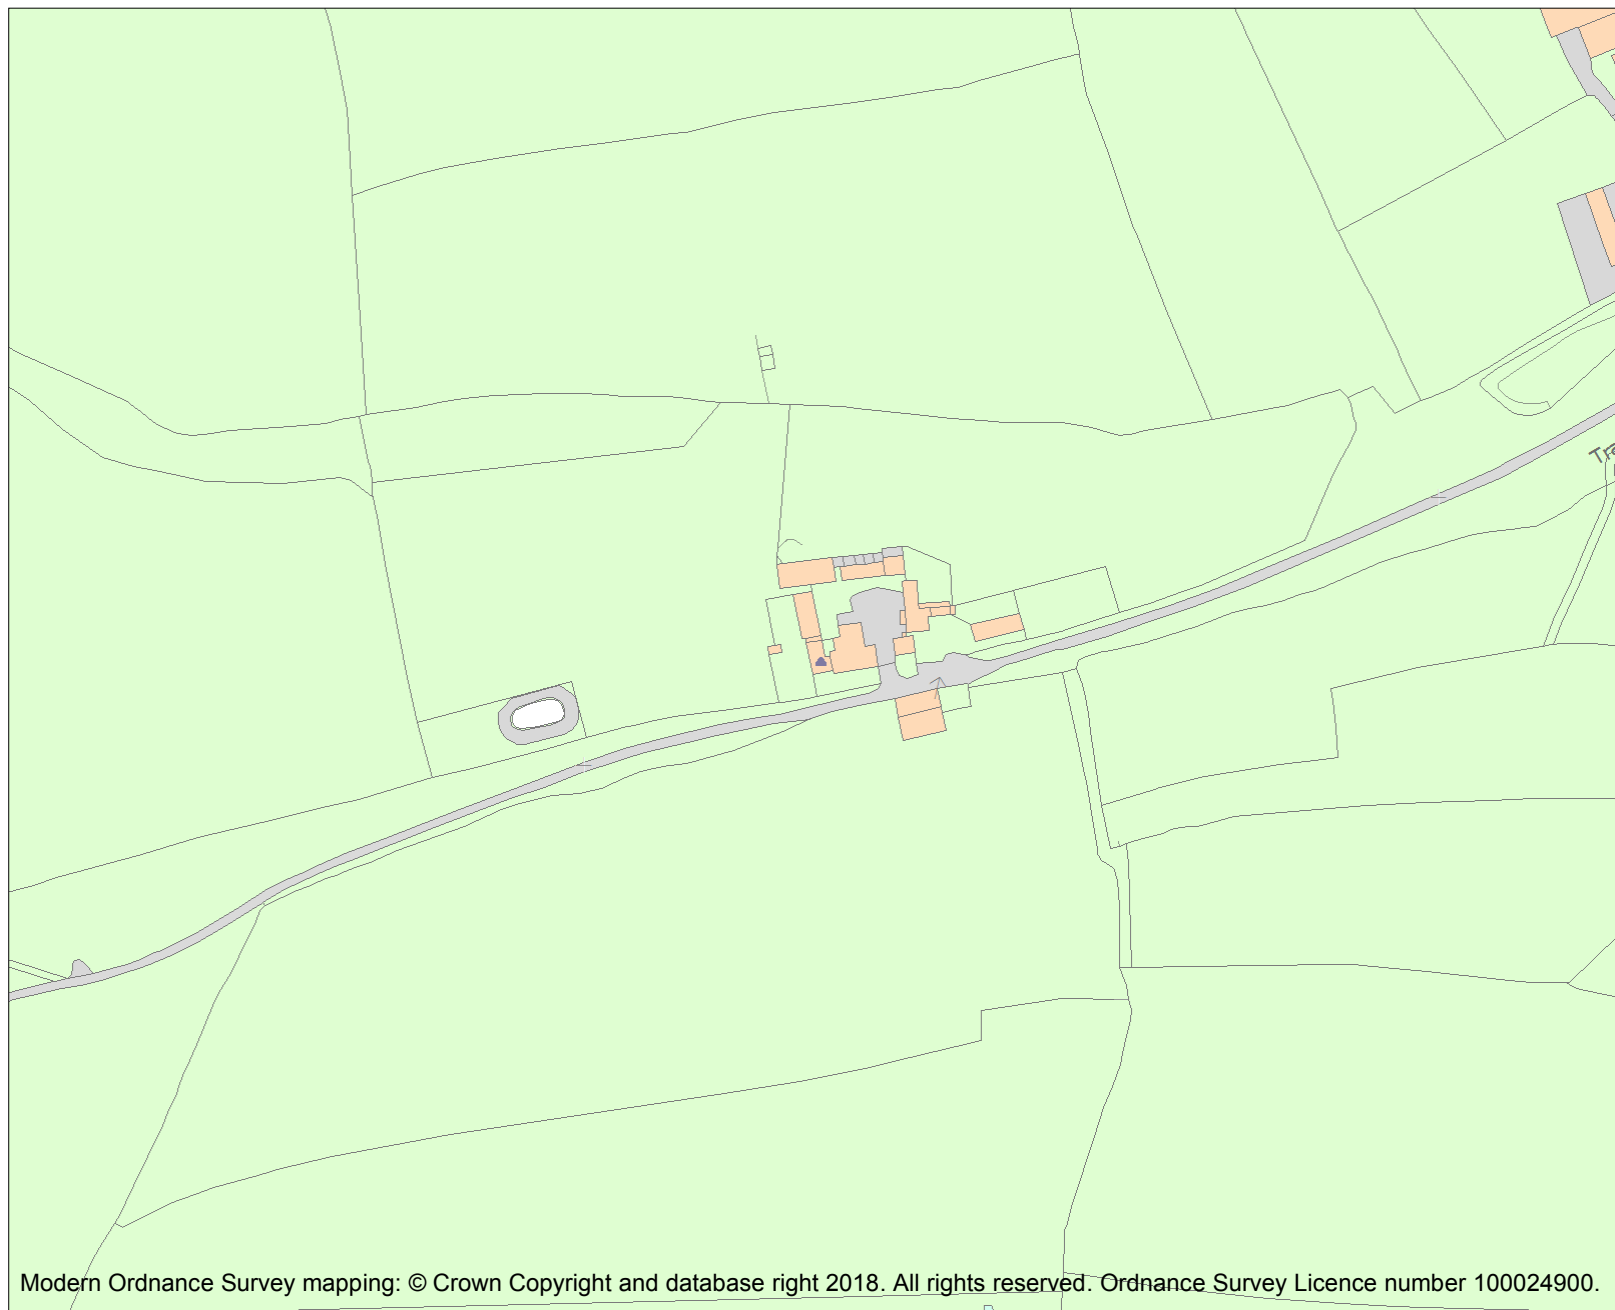 Modern Ordnance Survey mapping: © Crown Copyright and database right 2018. All rights reserved. Ordnance Survey Licence number 100024900.